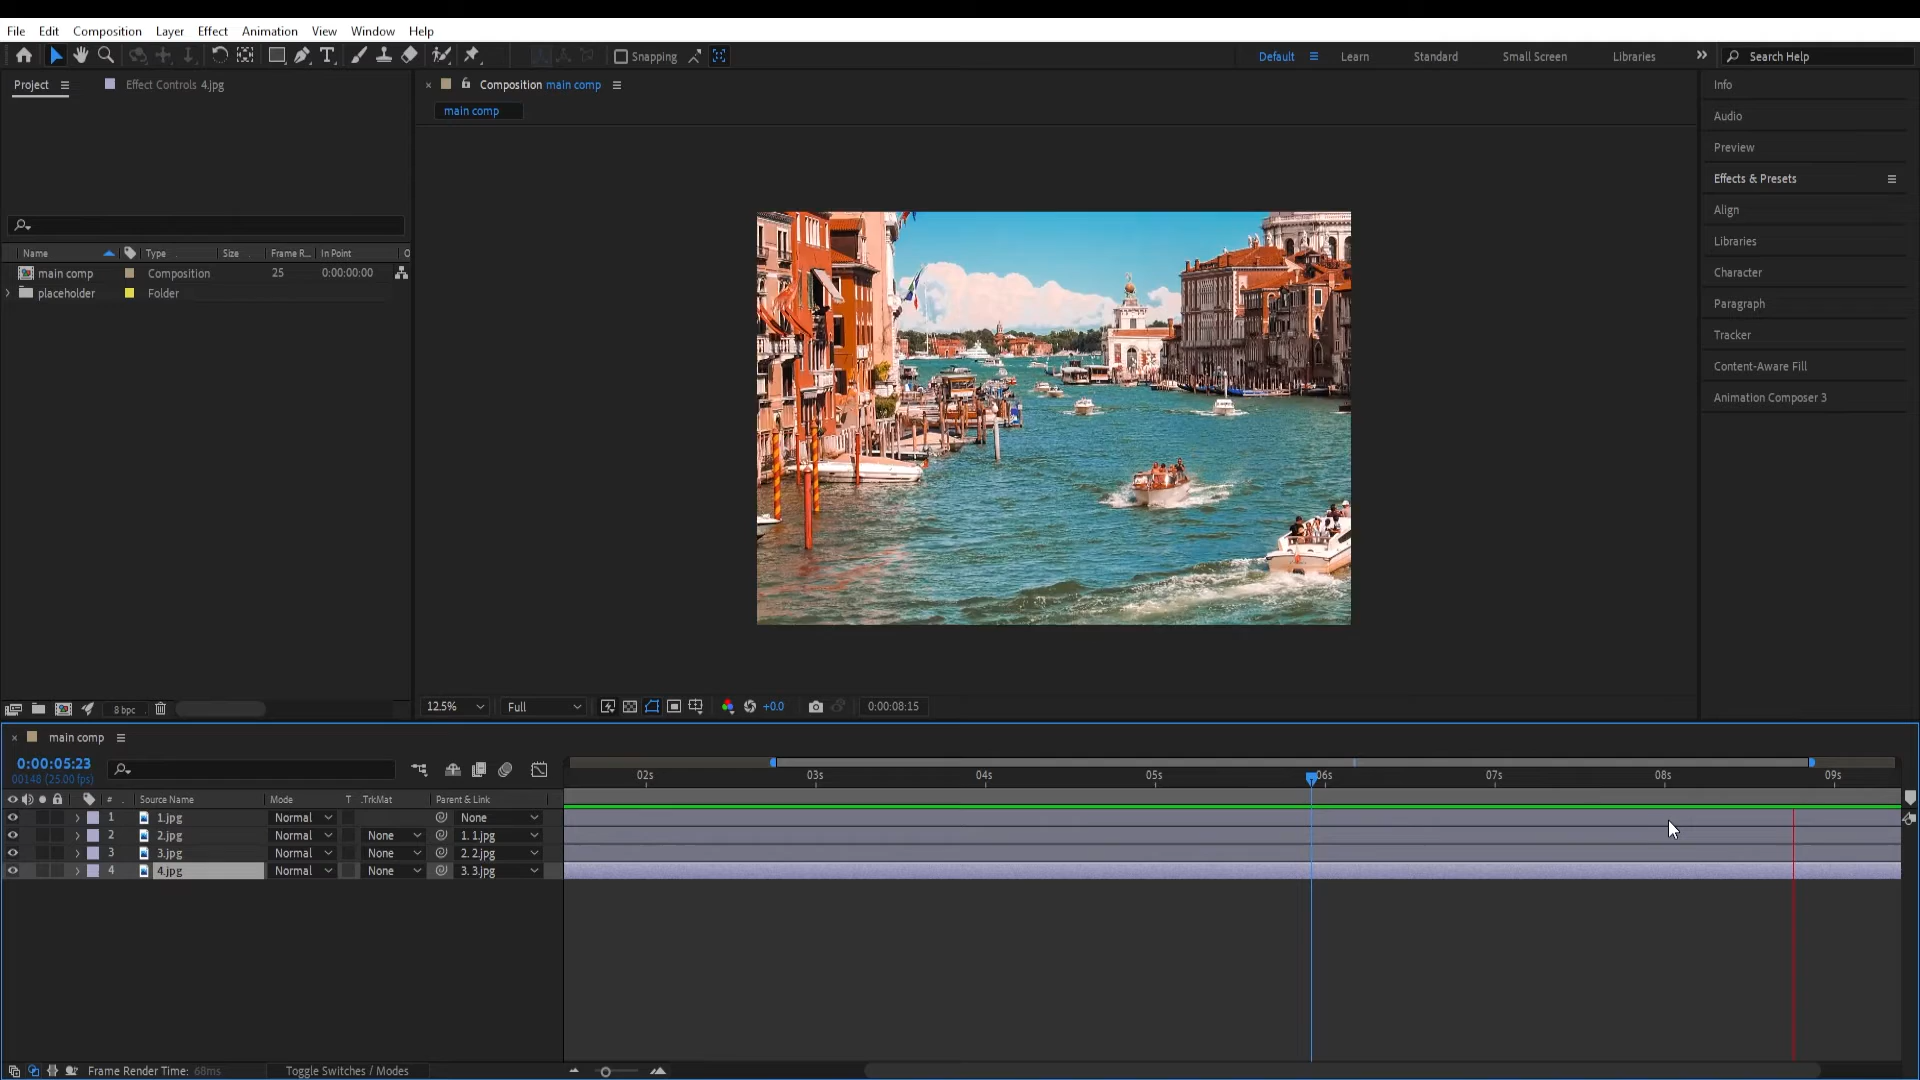 File Edit Composition Layer Effect Animation View Window Help
Snapping Default Learn Standard Small Screen Libraries Search Help
Project Effect Controls 4.jpg
Composition main comp
main comp
Name Type Size Frame R... In Point
main comp Composition 25 0:00:00:00
placeholder Folder
Info
Audio
Preview
Effects & Presets
Align
Libraries
Character
Paragraph
Tracker
Content-Aware Fill
Animation Composer 3
8 bpc
12.5% Full +0.0 0:00:08:15
main comp
0:00:05:23
00148 (25.00 fps)
02s 03s 04s 05s 06s 07s 08s 09s
# Source Name Mode T .TrkMat Parent & Link
1 1.jpg Normal None
2 2.jpg Normal None 1. 1.jpg
3 3.jpg Normal None 2. 2.jpg
4 4.jpg Normal None 3. 3.jpg
Frame Render Time: 68ms Toggle Switches / Modes